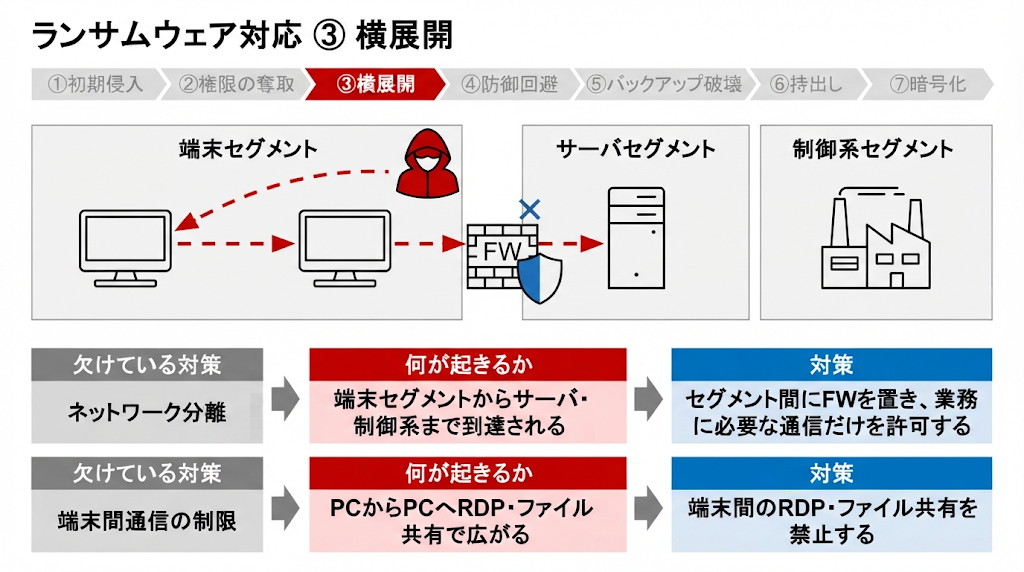 ランサムウェア対応 ③ 横展開
①初期侵入
②権限の奪取
③横展開
④防御回避
⑤バックアップ破壊
⑥持出し
⑦暗号化
端末セグメント
サーバセグメント
制御系セグメント
FW
欠けている対策
ネットワーク分離
何が起きるか
端末セグメントからサーバ・
制御系まで到達される
対策
セグメント間にFWを置き、業務
に必要な通信だけを許可する
欠けている対策
端末間通信の制限
何が起きるか
PCからPCへRDP・ファイル
共有で広がる
対策
端末間のRDP・ファイル共有を
禁止する